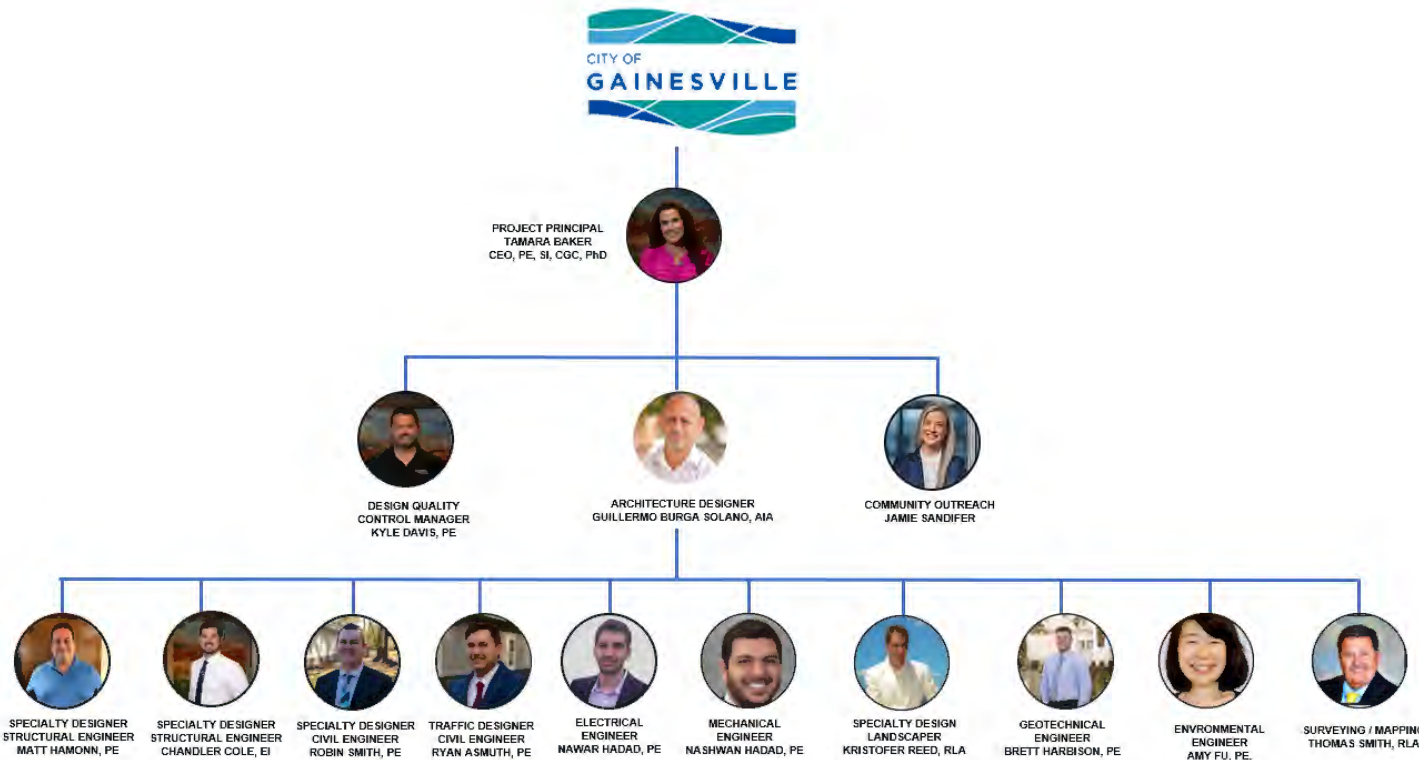 CITY OF
GAINESVILLE
PROJECT PRINCIPAL
TAMARA BAKER
CEO, PE, SI, CGC, PhD
DESIGN QUALITY
CONTROL MANAGER
KYLE DAVIS, PE
ARCHITECTURE DESIGNER
GUILLERMO BURGA SOLANO, AIA
COMMUNITY OUTREACH
JAMIE SANDIFER
SPECIALTY DESIGNER
STRUCTURAL ENGINEER
MATT HAMONN, PE
SPECIALTY DESIGNER
STRUCTURAL ENGINEER
CHANDLER COLE, EI
SPECIALTY DESIGNER
CIVIL ENGINEER
ROBIN SMITH, PE
TRAFFIC DESIGNER
CIVIL ENGINEER
RYAN ASMUTH, PE
ELECTRICAL
ENGINEER
NAWAR HADAD, PE
MECHANICAL
ENGINEER
NASHWAN HADAD, PE
SPECIALTY DESIGN
LANDSCAPER
KRISTOFER REED, RLA
GEOTECHNICAL
ENGINEER
BRETT HARBISON, PE
ENVRONMENTAL
ENGINEER
AMY FU, PE.
SURVEYING / MAPPING
THOMAS SMITH, RLA